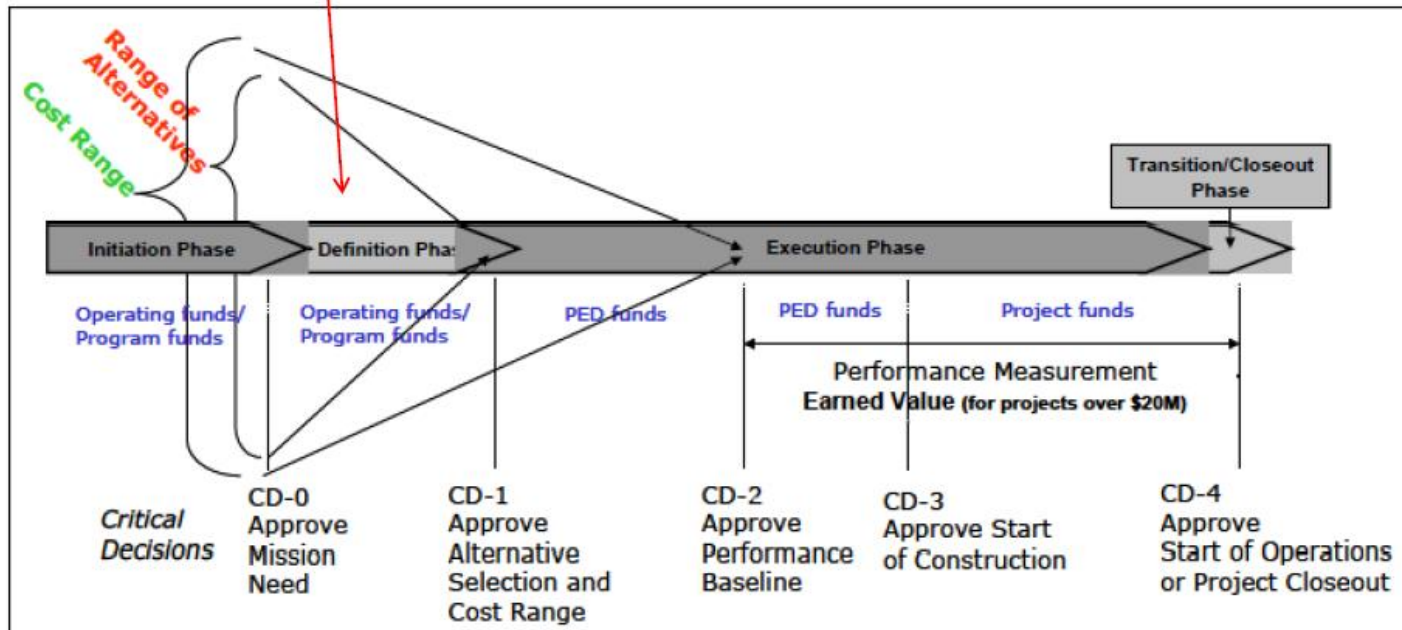 Range of
Alternatives
Cost Range
Transition/Closeout
Phase
Initiation Phase
Definition Phas
Execution Phase
Operating funds/
Program funds
Operating funds/
Program funds
PED funds
PED funds
Project funds
Performance Measurement
Earned Value (for projects over $20M)
Critical
Decisions
CD-0
Approve
Mission
Need
CD-1
Approve
Alternative
Selection and
Cost Range
CD-2
Approve
Performance
Baseline
CD-3
Approve Start
of Construction
CD-4
Approve
Start of Operations
or Project Closeout